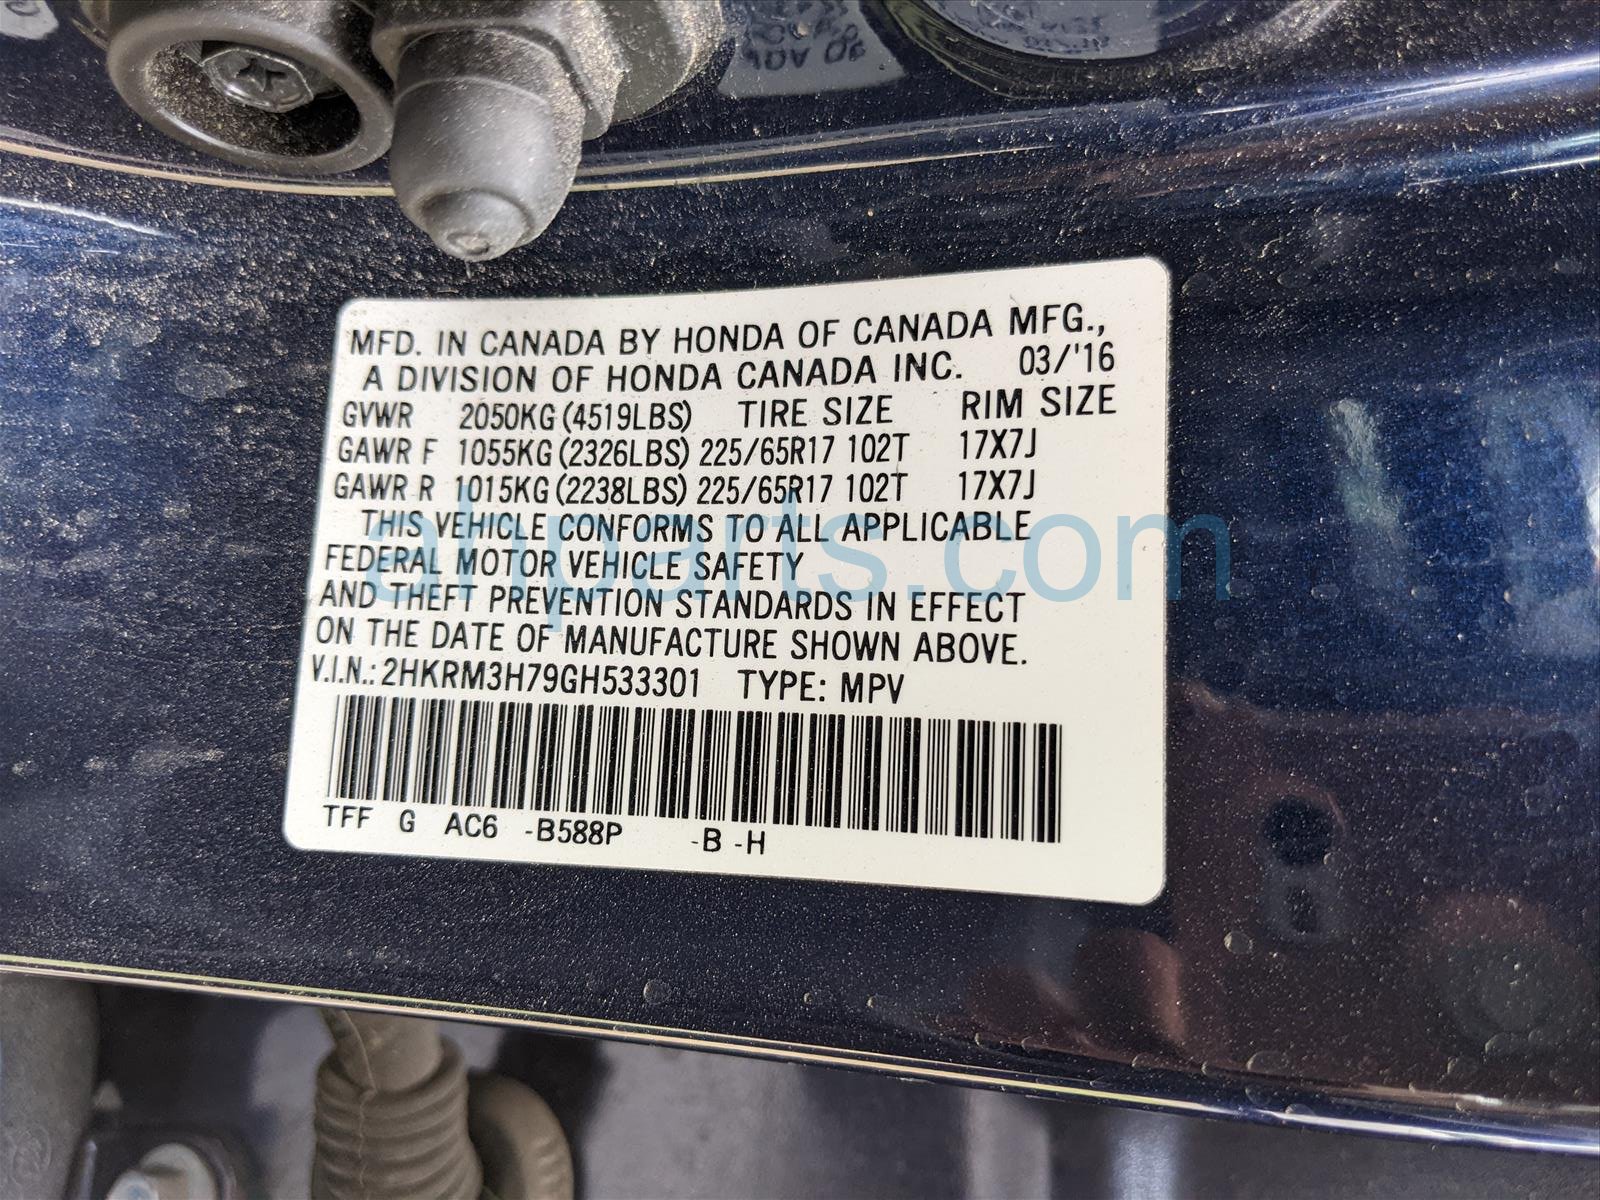 MFD. IN CANADA BY HONDA OF CANADA MFG.,
A DIVISION OF HONDA CANADA INC. 03/'16
GVWR 2050KG (4519LBS) TIRE SIZE RIM SIZE
GAWR F 1055KG (2326LBS) 225/65R17 102T 17X7J
GAWR R 1015KG (2238LBS) 225/65R17 102T 17X7J
THIS VEHICLE CONFORMS TO ALL APPLICABLE
FEDERAL MOTOR VEHICLE SAFETY
AND THEFT PREVENTION STANDARDS IN EFFECT
ON THE DATE OF MANUFACTURE SHOWN ABOVE.
V.I.N.: 2HKRM3H79GH533301 TYPE: MPV
TFF G AC6 -B588P -B -H
ahparts.com